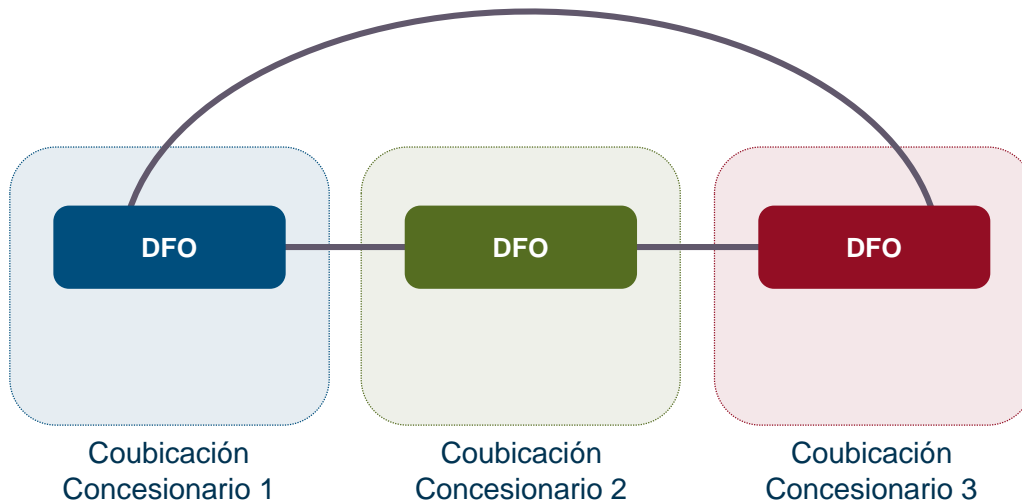 DFO
DFO
DFO
Coubicación
Concesionario 1
Coubicación
Concesionario 2
Coubicación
Concesionario 3